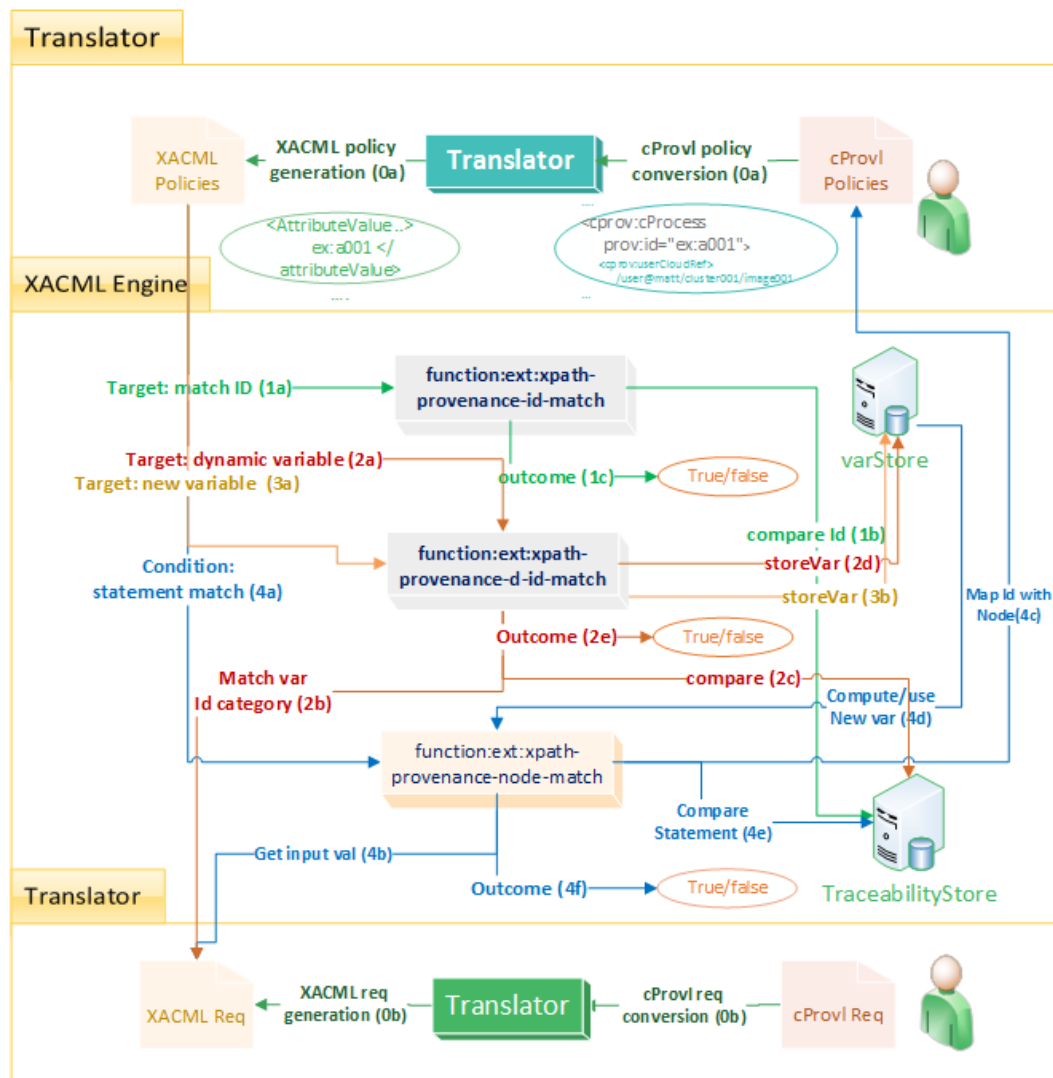 Translator
XACML
Policies
XACML policy
generation (0a)
Translator
cProvl policy
conversion (0a)
cProvl
Policies
<AttributeValue..>
ex:a001 </
attributeValue>
....
....
<cprov:cProcess
prov:id="ex:a001">
<cprov:userCloudRef>
/user@matt/cluster001/image001
...
XACML Engine
Target: match ID (1a)
function:ext:xpath-
provenance-id-match
varStore
Target: dynamic variable (2a)
Target: new variable (3a)
outcome (1c)
True/false
compare Id (1b)
Condition:
statement match (4a)
function:ext:xpath-
provenance-d-id-match
storeVar (2d)
storeVar (3b)
Map Id with
Node(4c)
Outcome (2e)
True/false
Match var
Id category (2b)
compare (2c)
Compute/use
New var (4d)
function:ext:xpath-
provenance-node-match
Compare
Statement (4e)
Get input val (4b)
Outcome (4f)
True/false
TraceabilityStore
Translator
XACML Req
XACML req
generation (0b)
Translator
cProvl req
conversion (0b)
cProvl Req